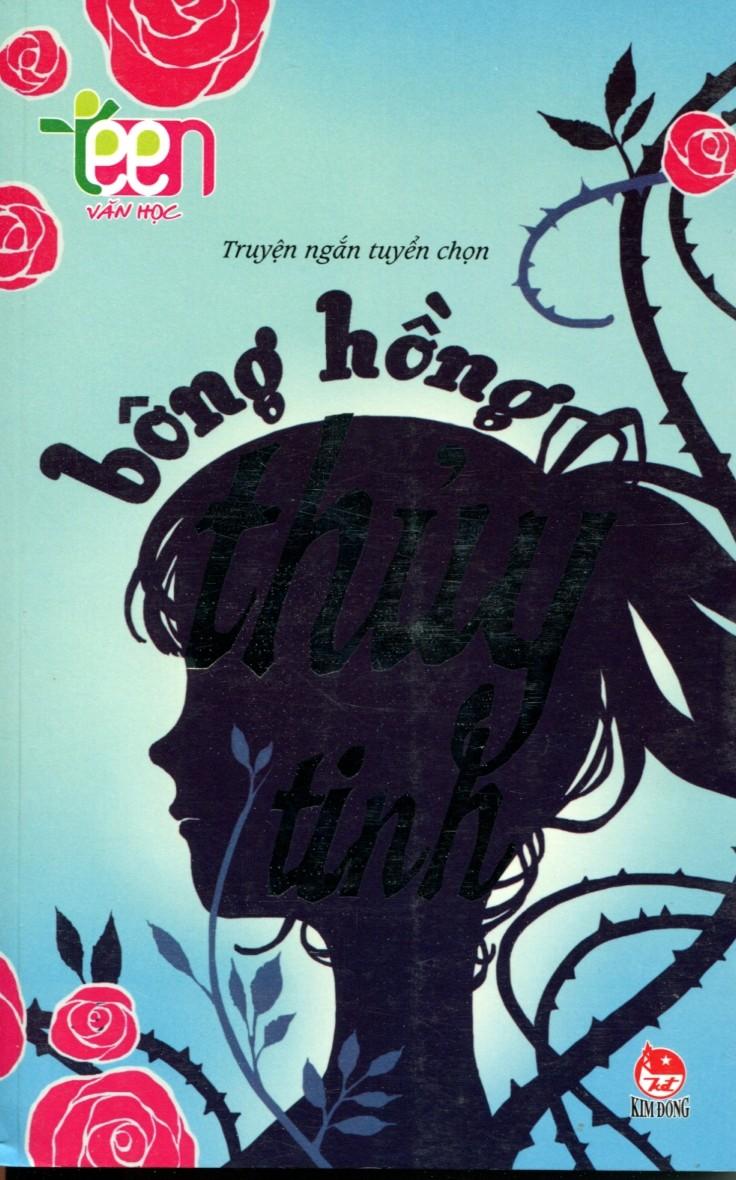 teen
VĂN HỌC
Truyện ngắn tuyển chọn
bông hồng
thủy
tinh
KIM ĐỒNG